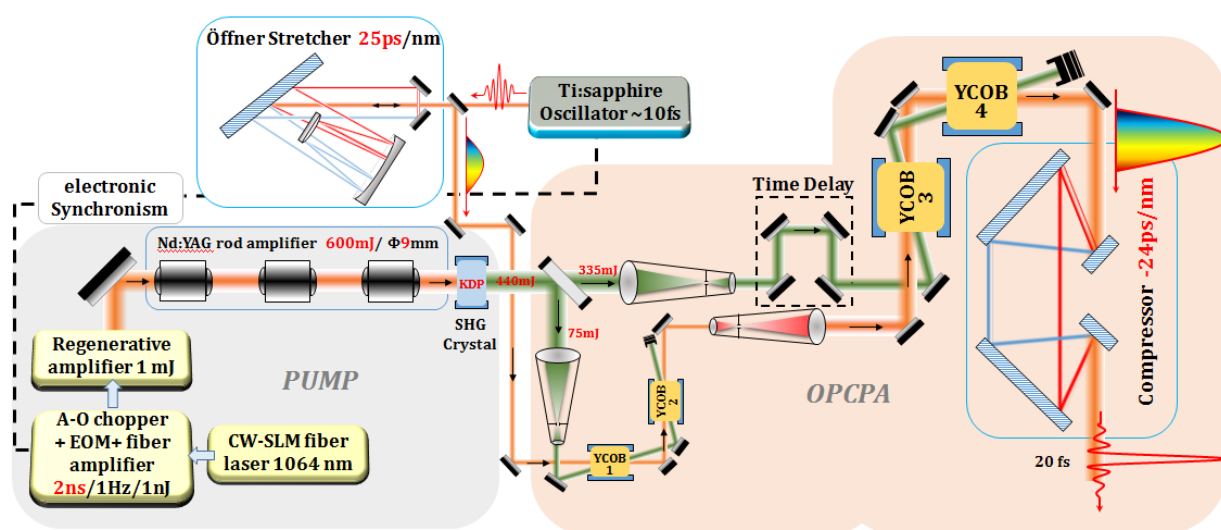 Öffner Stretcher 25ps/nm
Ti:sapphire
Oscillator ~10fs
electronic
Synchronism
Time Delay
YCOB
4
YCOB
3
Nd:YAG rod amplifier 600mJ/ Φ9mm
KDP
440mJ
335mJ
75mJ
SHG
Crystal
Regenerative
amplifier 1 mJ
PUMP
OPCPA
YCOB
2
YCOB
1
A-O chopper
+ EOM+ fiber
amplifier
2ns/1Hz/1nJ
CW-SLM fiber
laser 1064 nm
Compressor -24ps/nm
20 fs